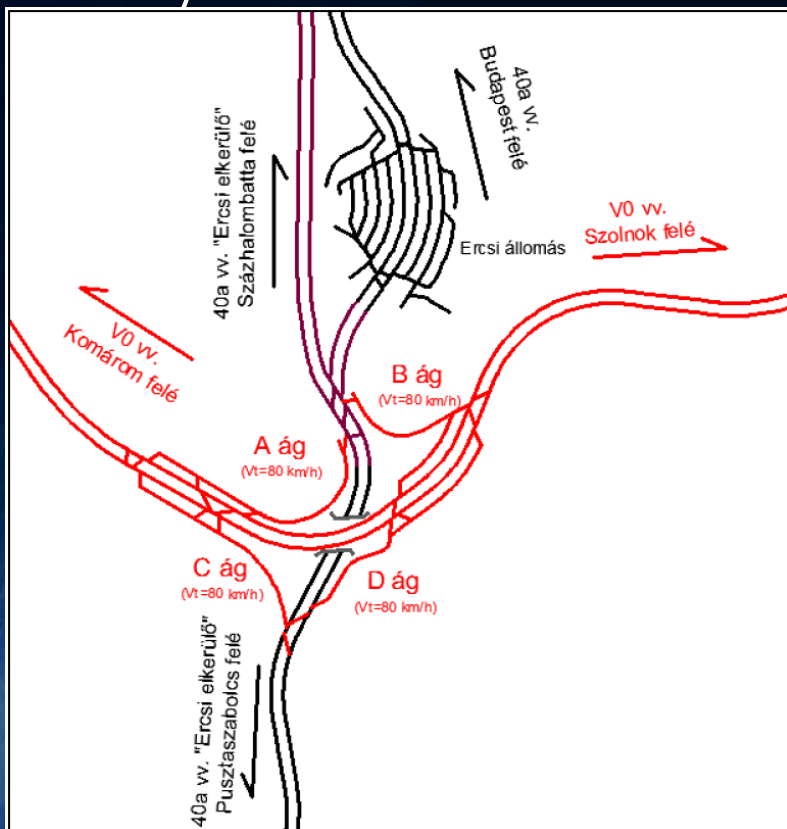 40a vv. "Ercsi elkerülő"
Százhalombatta felé
40a vv.
Budapest felé
V0 vv.
Szolnok felé
Ercsi állomás
V0 vv.
Komárom felé
B ág
(Vt=80 km/h)
A ág
(Vt=80 km/h)
C ág
(Vt=80 km/h)
D ág
(Vt=80 km/h)
40a vv. "Ercsi elkerülő"
Pusztaszabolcs felé